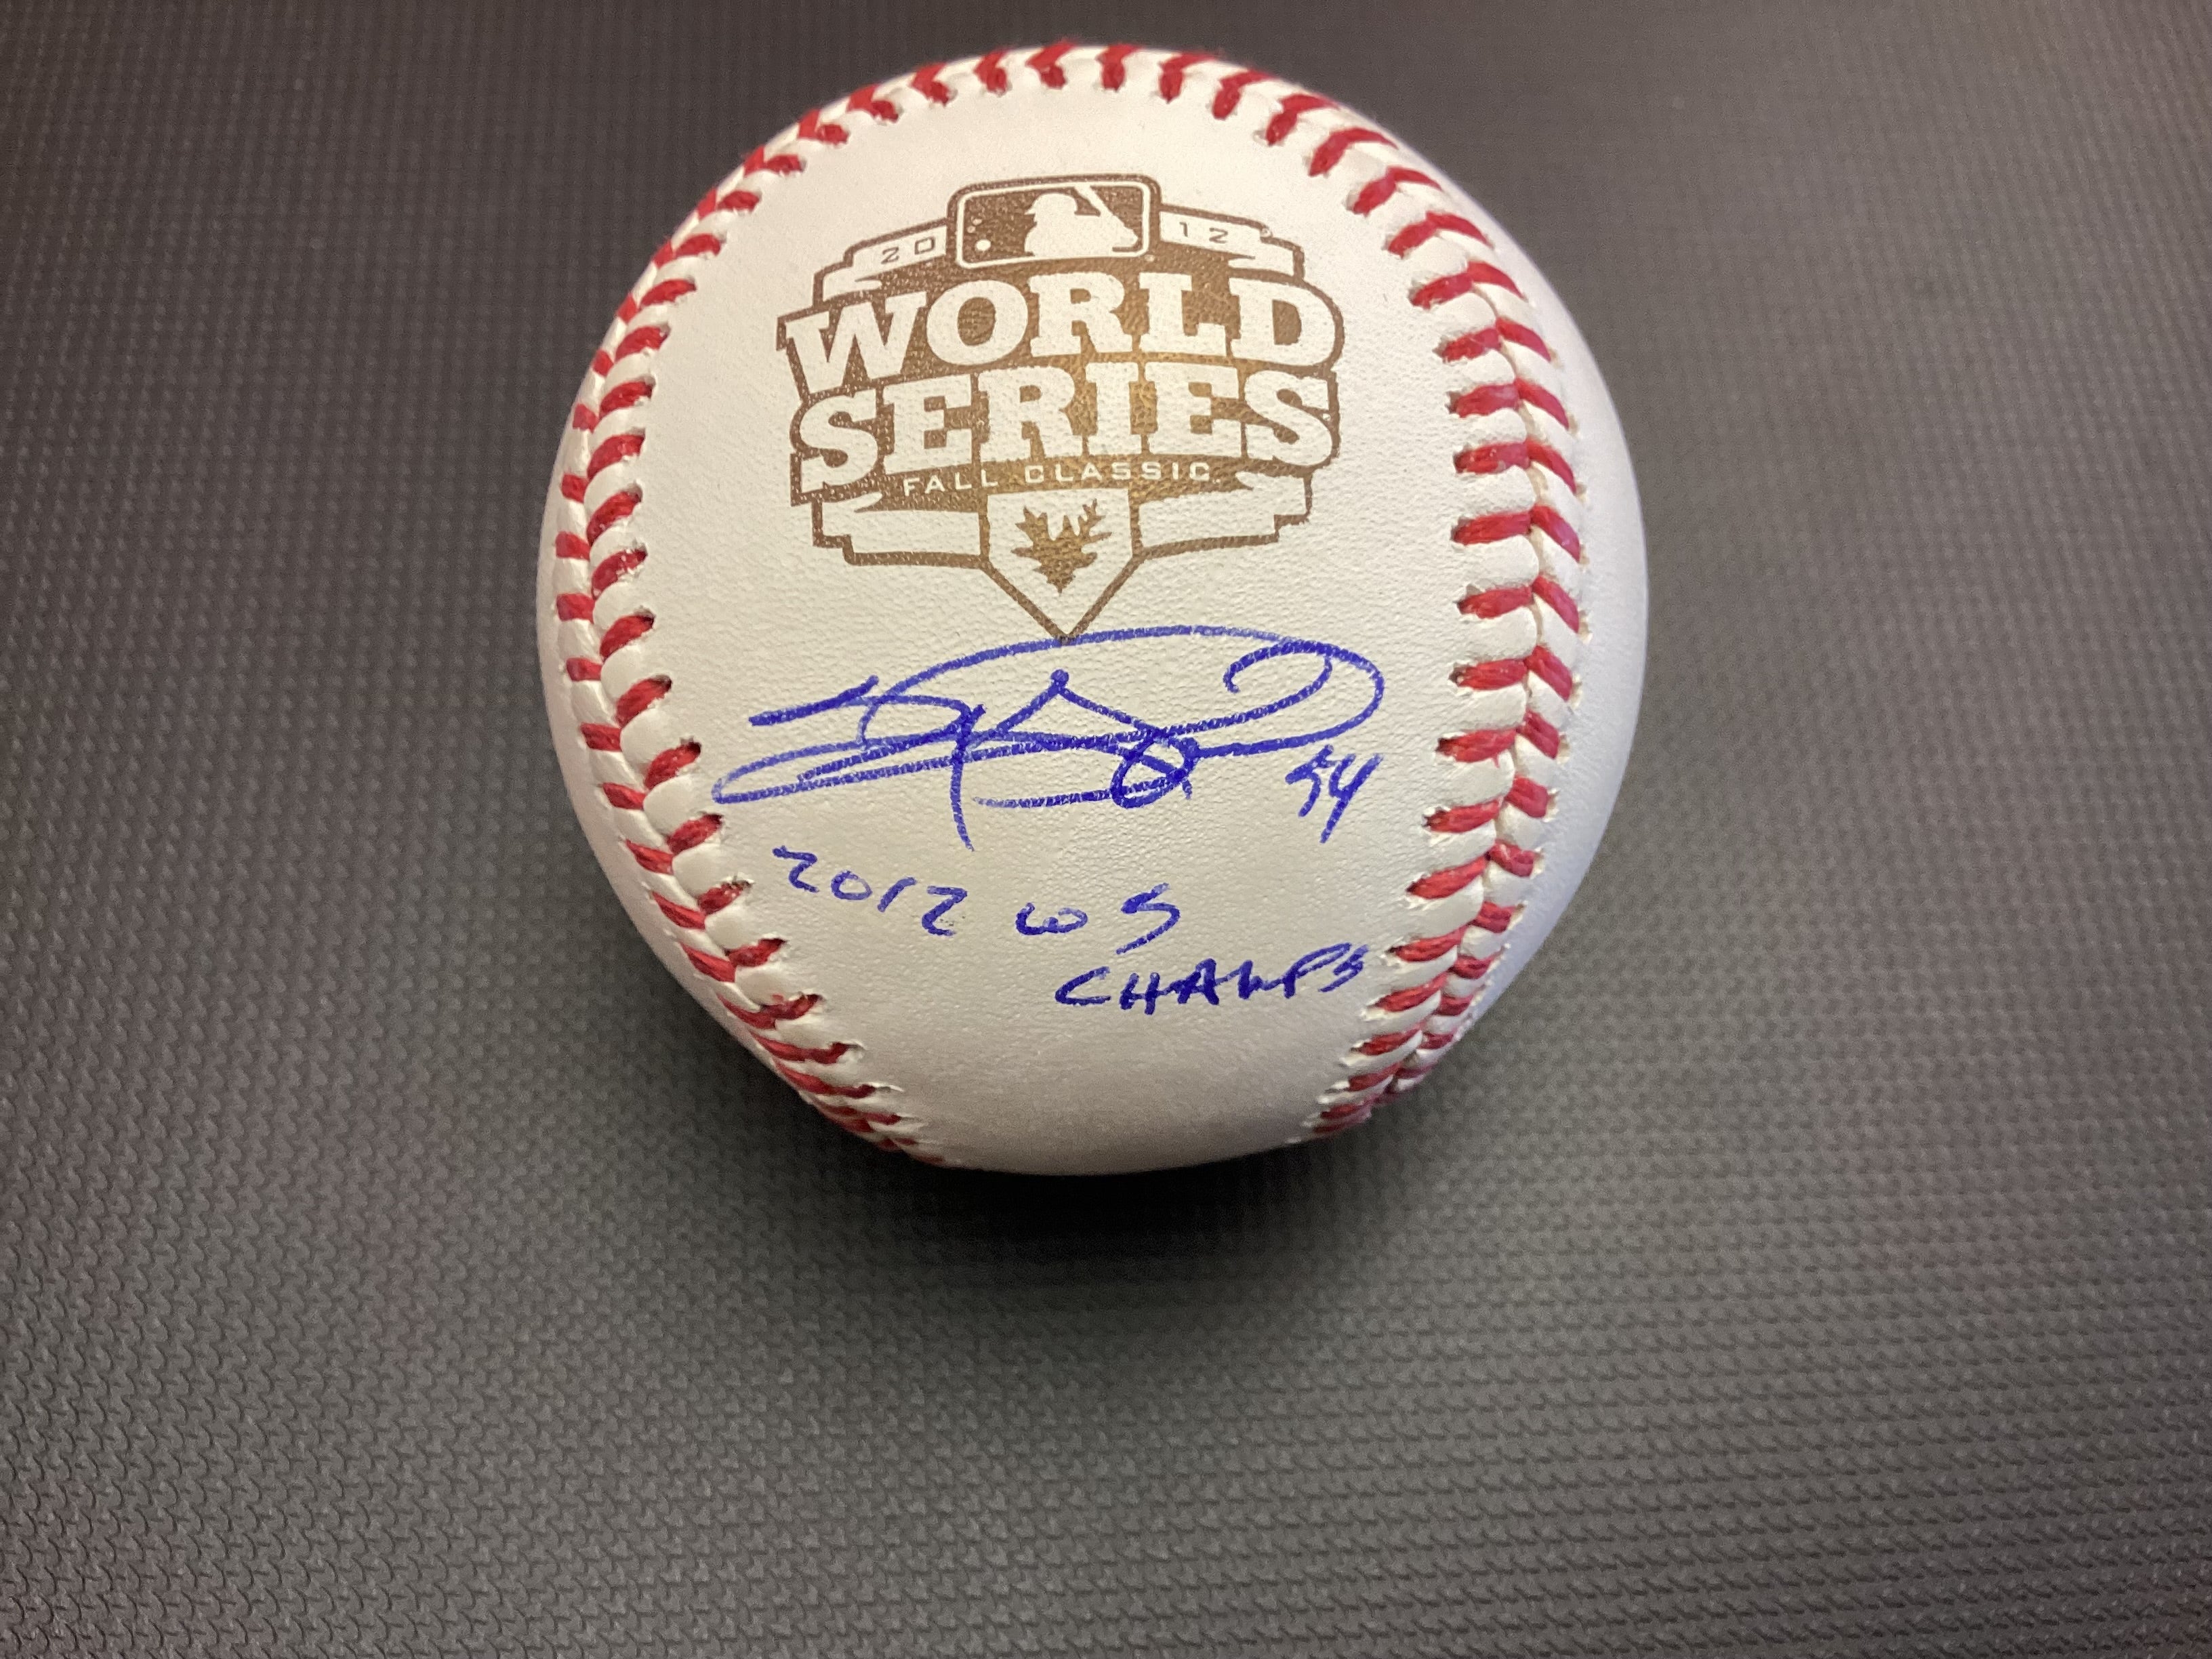 20 12
WORLD
SERIES
FALL CLASSIC
54
2012 WS
CHAMPS